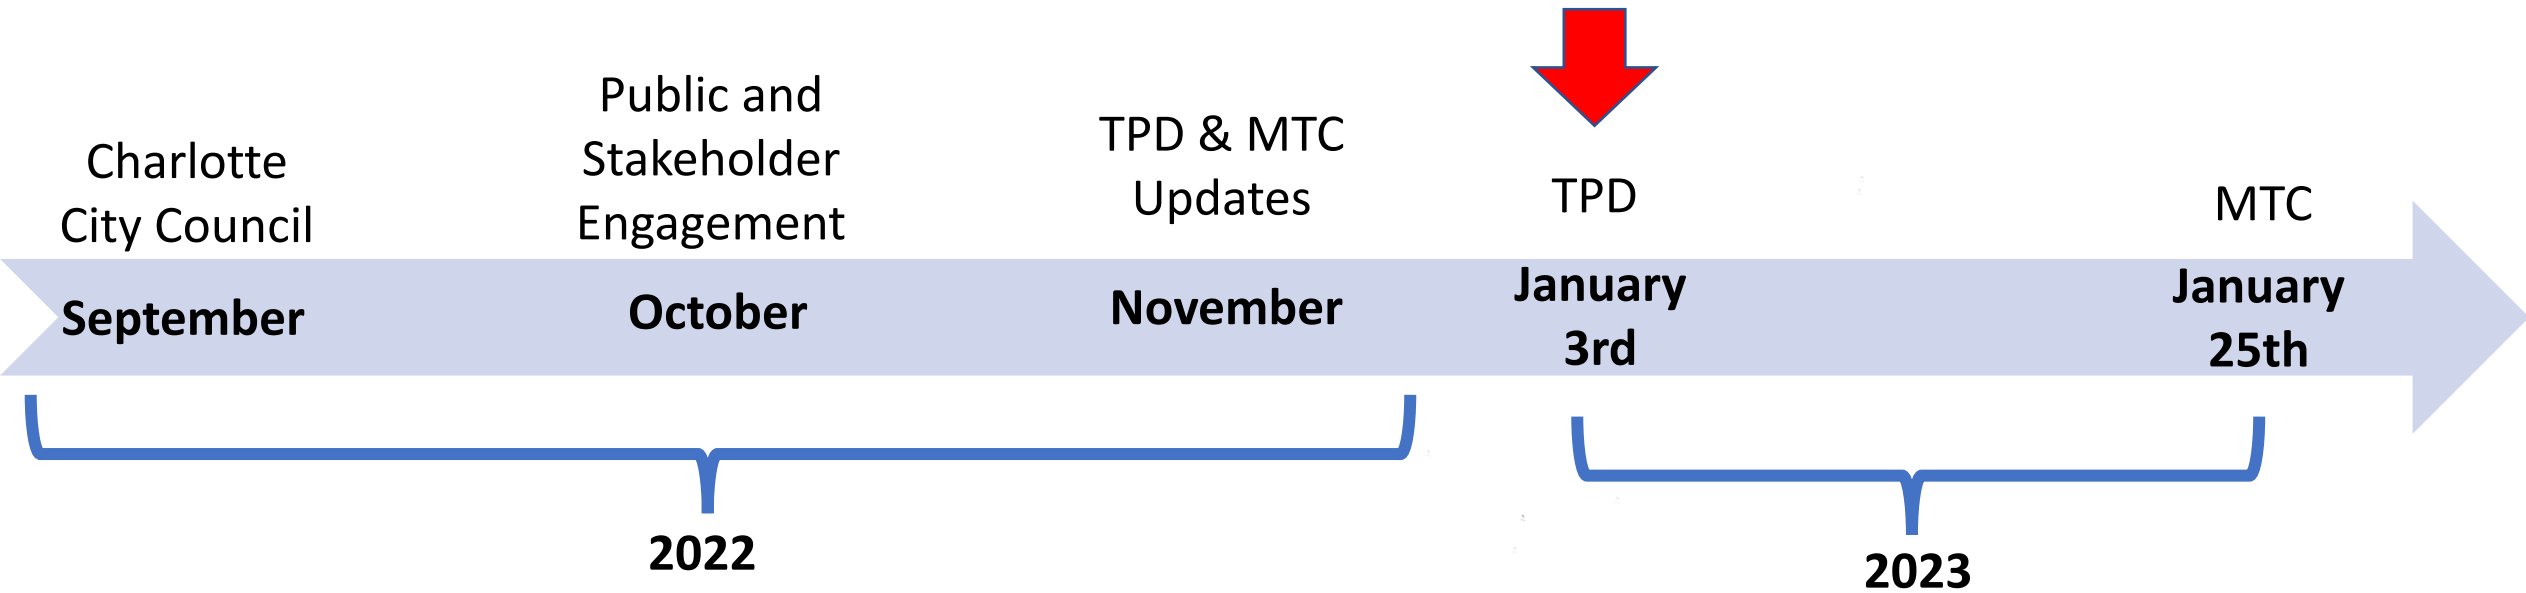 Charlotte
City Council
September
Public and
Stakeholder
Engagement
October
TPD & MTC
Updates
November
TPD
January
3rd
MTC
January
25th
2022
2023